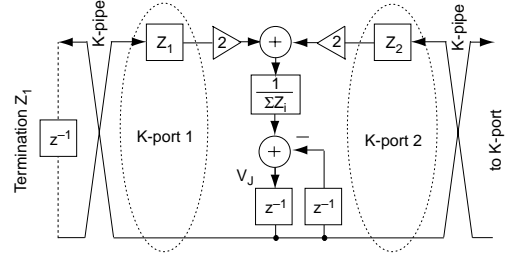 K-pipe
Z₁
2
+
2
Z₂
K-pipe
Termination Z₁
z⁻¹
K-port 1
1
ΣZᵢ
K-port 2
to K-port
+
−
V_J
z⁻¹
z⁻¹